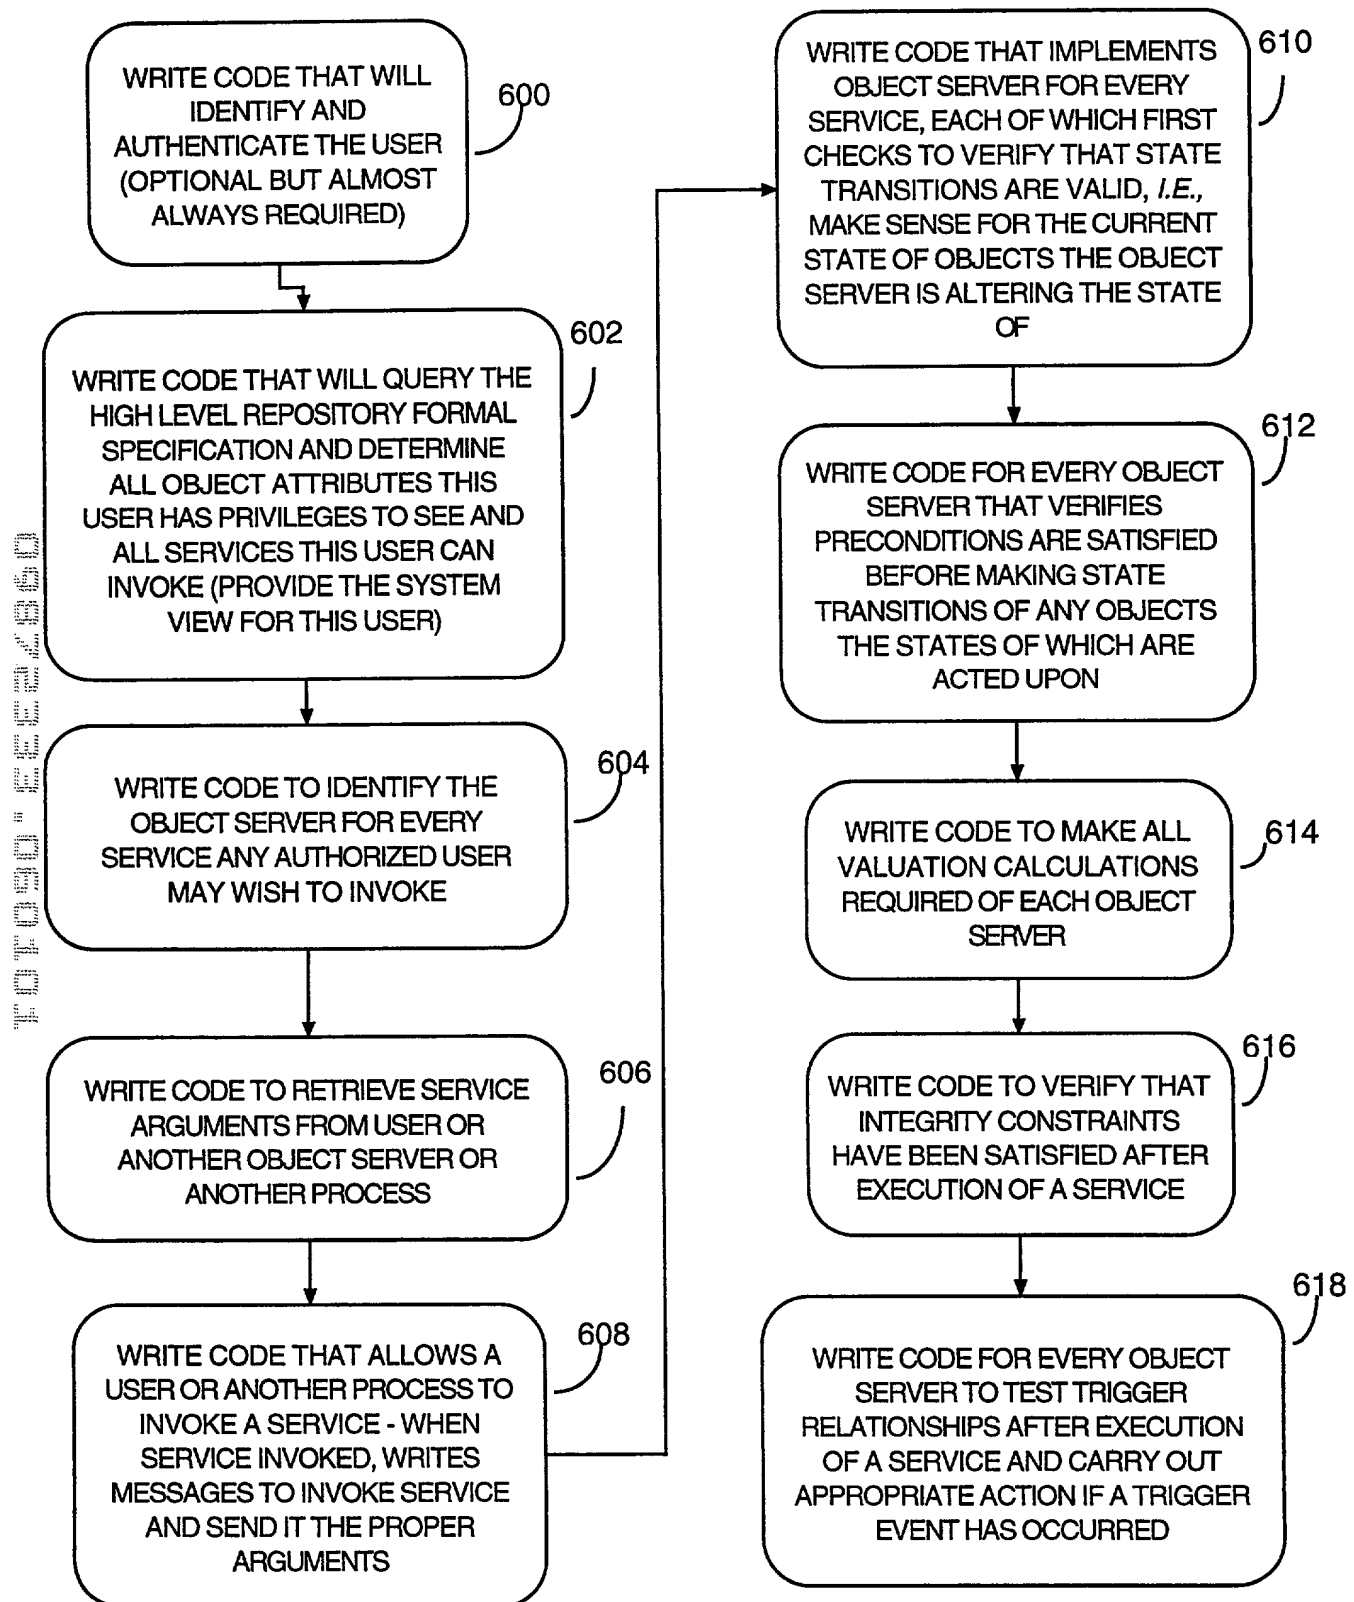 WRITE CODE THAT WILL
IDENTIFY AND
AUTHENTICATE THE USER
(OPTIONAL BUT ALMOST
ALWAYS REQUIRED)
600
WRITE CODE THAT WILL QUERY THE
HIGH LEVEL REPOSITORY FORMAL
SPECIFICATION AND DETERMINE
ALL OBJECT ATTRIBUTES THIS
USER HAS PRIVILEGES TO SEE AND
ALL SERVICES THIS USER CAN
INVOKE (PROVIDE THE SYSTEM
VIEW FOR THIS USER)
602
WRITE CODE TO IDENTIFY THE
OBJECT SERVER FOR EVERY
SERVICE ANY AUTHORIZED USER
MAY WISH TO INVOKE
604
WRITE CODE TO RETRIEVE SERVICE
ARGUMENTS FROM USER OR
ANOTHER OBJECT SERVER OR
ANOTHER PROCESS
606
WRITE CODE THAT ALLOWS A
USER OR ANOTHER PROCESS TO
INVOKE A SERVICE - WHEN
SERVICE INVOKED, WRITES
MESSAGES TO INVOKE SERVICE
AND SEND IT THE PROPER
ARGUMENTS
608
WRITE CODE THAT IMPLEMENTS
OBJECT SERVER FOR EVERY
SERVICE, EACH OF WHICH FIRST
CHECKS TO VERIFY THAT STATE
TRANSITIONS ARE VALID, I.E.,
MAKE SENSE FOR THE CURRENT
STATE OF OBJECTS THE OBJECT
SERVER IS ALTERING THE STATE
OF
610
WRITE CODE FOR EVERY OBJECT
SERVER THAT VERIFIES
PRECONDITIONS ARE SATISFIED
BEFORE MAKING STATE
TRANSITIONS OF ANY OBJECTS
THE STATES OF WHICH ARE
ACTED UPON
612
WRITE CODE TO MAKE ALL
VALUATION CALCULATIONS
REQUIRED OF EACH OBJECT
SERVER
614
WRITE CODE TO VERIFY THAT
INTEGRITY CONSTRAINTS
HAVE BEEN SATISFIED AFTER
EXECUTION OF A SERVICE
616
WRITE CODE FOR EVERY OBJECT
SERVER TO TEST TRIGGER
RELATIONSHIPS AFTER EXECUTION
OF A SERVICE AND CARRY OUT
APPROPRIATE ACTION IF A TRIGGER
EVENT HAS OCCURRED
618